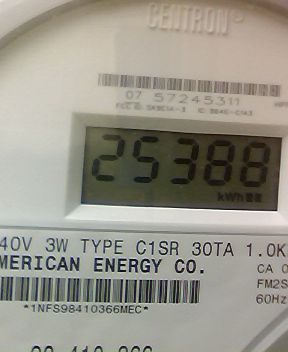 CENTRON®
07 57245311
25388
kWh
40V 3W TYPE C1SR 30TA 1.0K
MERICAN ENERGY CO.
CA 0
FM2S
60Hz
*1NFS98410366MEC*